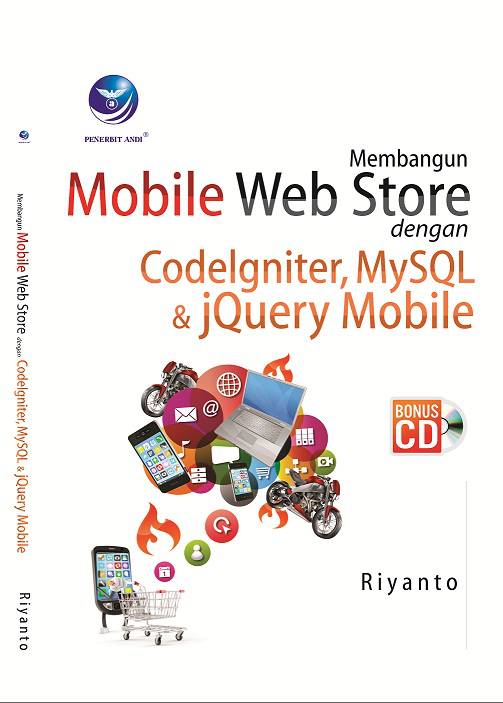 PENERBIT ANDI®
Membangun
Mobile Web Store
dengan
CodeIgniter, MySQL
& jQuery Mobile
BONUS
CD
Riyanto
Membangun Mobile Web Store dengan CodeIgniter, MySQL & jQuery Mobile
Riyanto